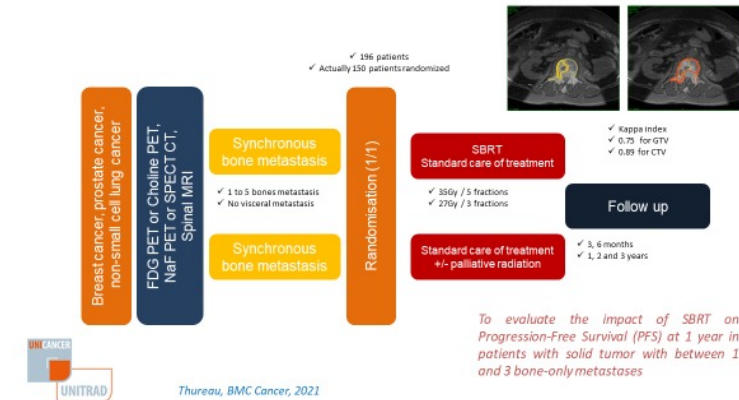 ✓ 196 patients
✓ Actually 150 patients randomized
Breast cancer, prostate cancer,
non-small cell lung cancer
FDG PET or Choline PET,
NaF PET or SPECT CT,
Spinal MRI
Synchronous
bone metastasis
✓ 1 to 5 bones metastasis
✓ No visceral metastasis
Synchronous
bone metastasis
Randomisation (1/1)
SBRT
Standard care of treatment
✓ 35Gy / 5 fractions
✓ 27Gy / 3 fractions
Standard care of treatment
+/- palliative radiation
✓ Kappa index
✓ 0.75 for GTV
✓ 0.89 for CTV
Follow up
✓ 3, 6 months
✓ 1, 2 and 3 years
To evaluate the impact of SBRT on
Progression-Free Survival (PFS) at 1 year in
patients with solid tumor with between 1
and 3 bone-only metastases
UNICANCER
UNITRAD
Thureau, BMC Cancer, 2021